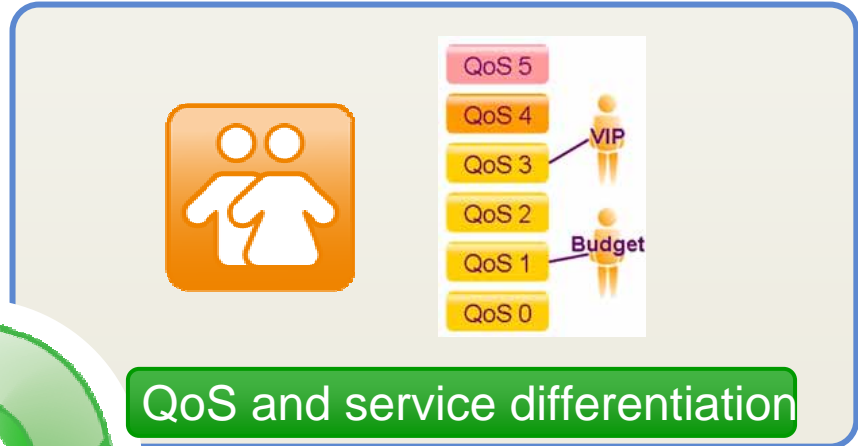 QoS 5
QoS 4
VIP
QoS 3
QoS 2
Budget
QoS 1
QoS 0
QoS and service differentiation